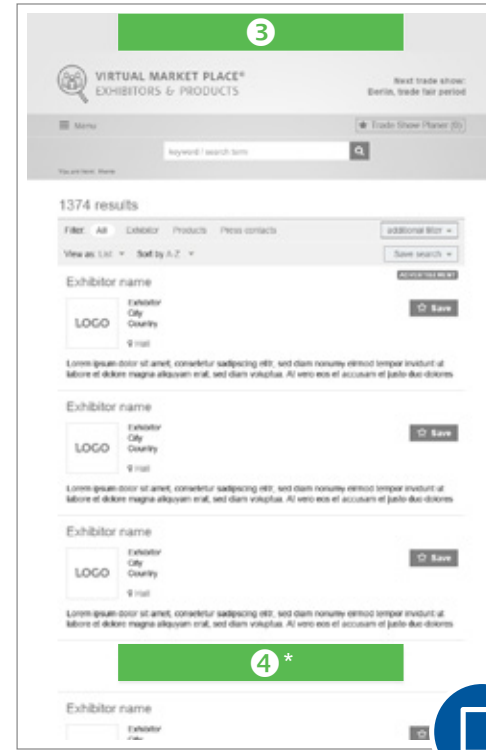 3
VIRTUAL MARKET PLACE®
EXHIBITORS & PRODUCTS
Next trade show:
Berlin, trade fair period
Menu
Trade Show Planer (0)
keyword / search term
You are here: Home
1374 results
Filter: All Exhibitor Products Press contacts
additional filter
View as: List Sort by A-Z
Save search
ADVERTISEMENT
Exhibitor name
LOGO
Exhibitor
City
Country
Hall
Save
Lorem ipsum dolor sit amet, consetetur sadipscing elitr, sed diam nonumy eirmod tempor invidunt ut
labore et dolore magna aliquyam erat, sed diam voluptua. At vero eos et accusam et justo duo dolores
Exhibitor name
LOGO
Exhibitor
City
Country
Hall
Save
Lorem ipsum dolor sit amet, consetetur sadipscing elitr, sed diam nonumy eirmod tempor invidunt ut
labore et dolore magna aliquyam erat, sed diam voluptua. At vero eos et accusam et justo duo dolores
Exhibitor name
LOGO
Exhibitor
City
Country
Hall
Save
Lorem ipsum dolor sit amet, consetetur sadipscing elitr, sed diam nonumy eirmod tempor invidunt ut
labore et dolore magna aliquyam erat, sed diam voluptua. At vero eos et accusam et justo duo dolores
4 *
Exhibitor name
LOGO
Exhibitor
City